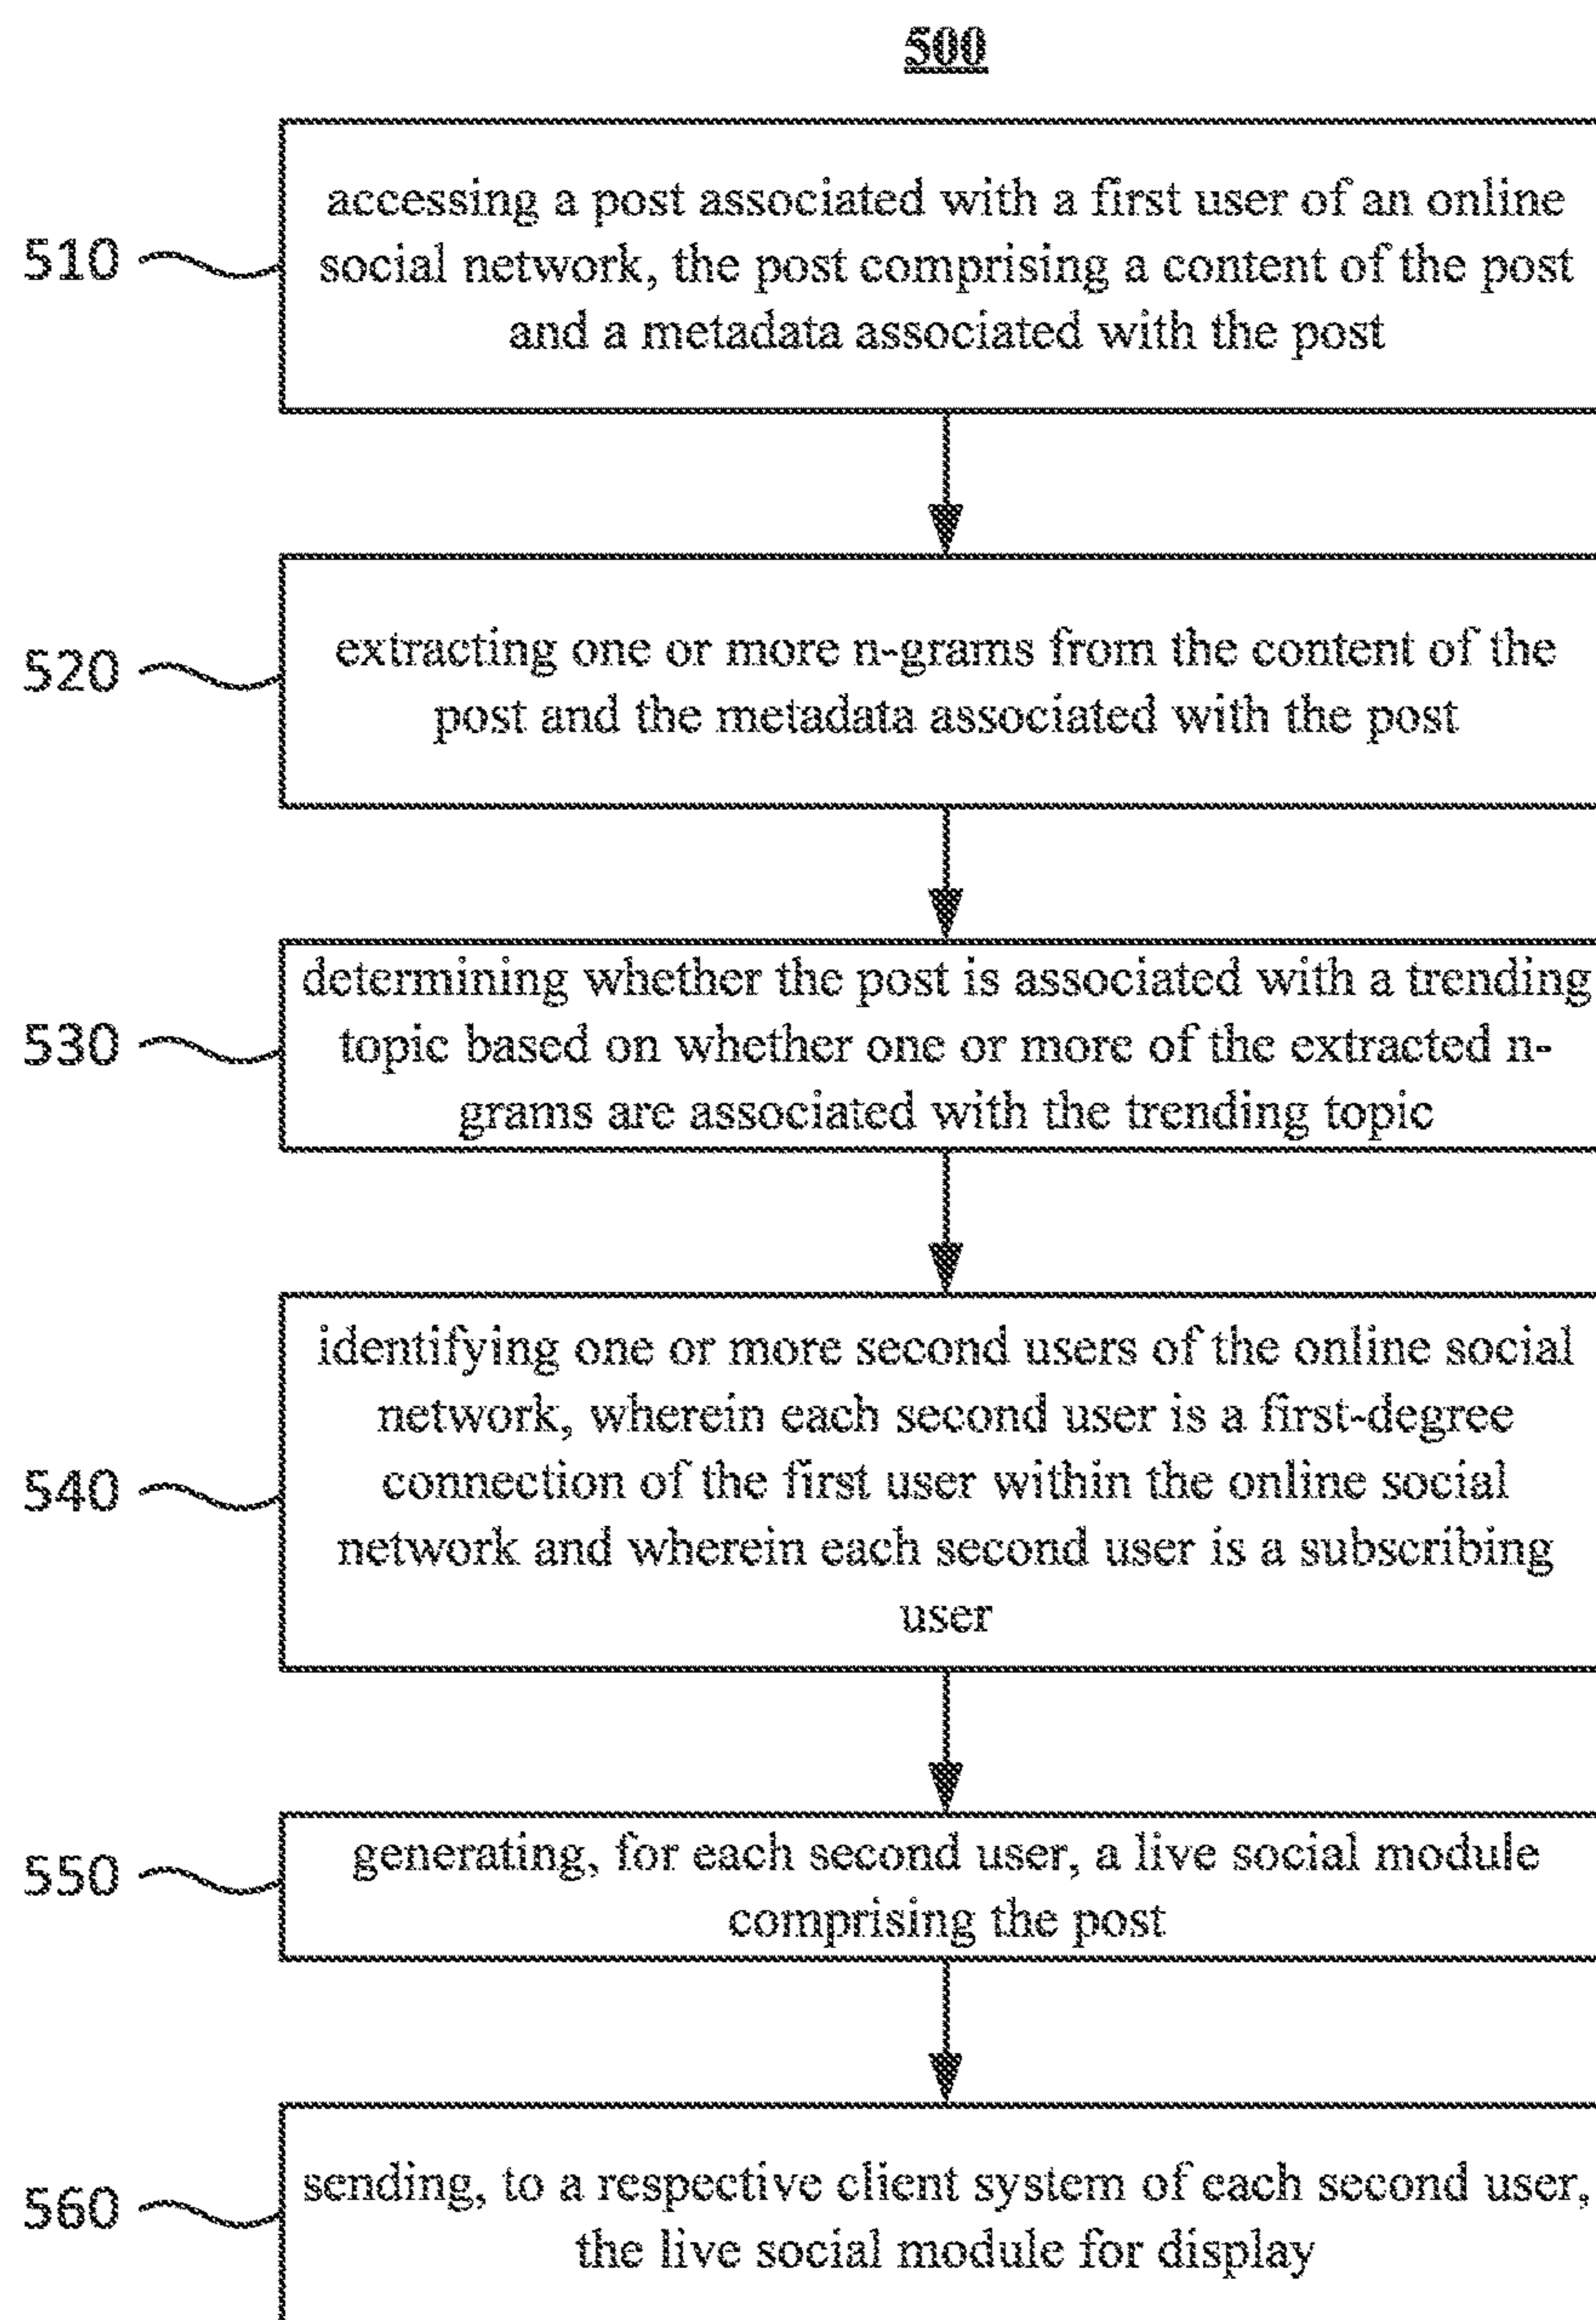 500
510
accessing a post associated with a first user of an online
social network, the post comprising a content of the post
and a metadata associated with the post
520
extracting one or more n-grams from the content of the
post and the metadata associated with the post
530
determining whether the post is associated with a trending
topic based on whether one or more of the extracted n-
grams are associated with the trending topic
540
identifying one or more second users of the online social
network, wherein each second user is a first-degree
connection of the first user within the online social
network and wherein each second user is a subscribing
user
550
generating, for each second user, a live social module
comprising the post
560
sending, to a respective client system of each second user,
the live social module for display